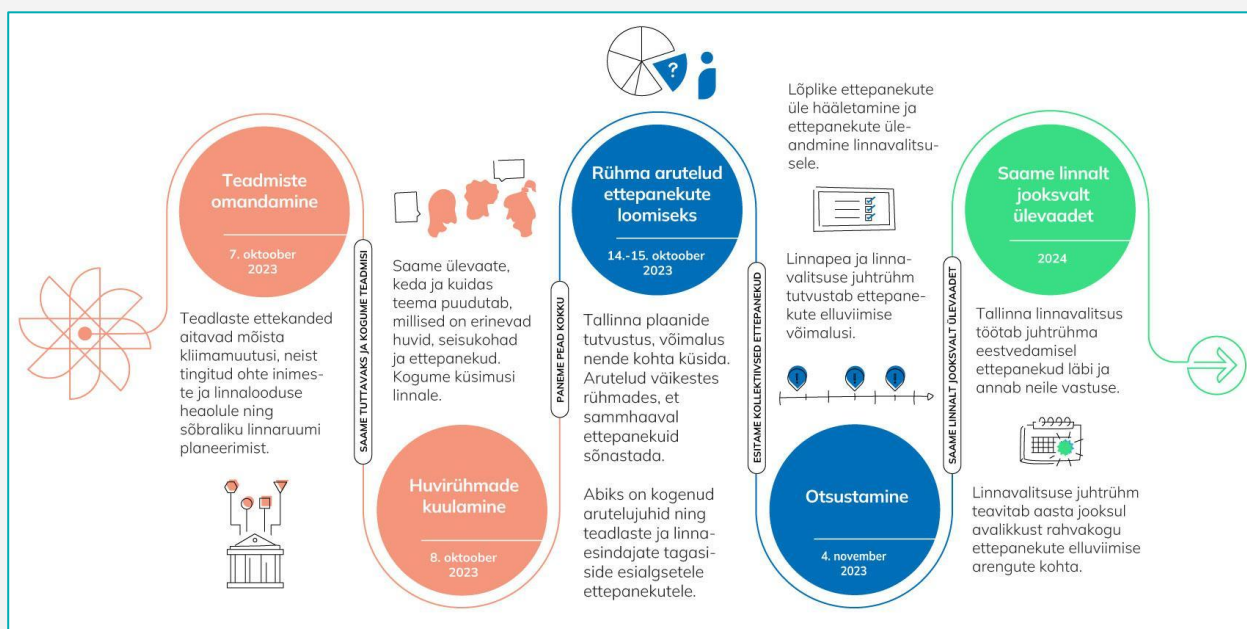 Teadmiste
omandamine
7. oktoober
2023
Teadlaste ettekanded
aitavad mõista
kliimamuutusi, neist
tingitud ohte inimes-
te ja linnalooduse
heaolule ning
sõbraliku linnaruumi
planeerimist.
SAAME TUTTAVAKS JA KOGUME TEADMISI
Saame ülevaate,
keda ja kuidas
teema puudutab,
millised on erinevad
huvid, seisukohad
ja ettepanekud.
Kogume küsimusi
linnale.
Huvirühmade
kuulamine
8. oktoober
2023
PANEME PEAD KOKKU
?
Rühma arutelud
ettepanekute
loomiseks
14.-15. oktoober
2023
Tallinna plaanide
tutvustus, võimalus
nende kohta küsida.
Arutelud väikestes
rühmades, et
sammhaaval
ettepanekuid
sõnastada.
Abiks on kogenud
arutelujuhid ning
teadlaste ja linna-
esindajate tagasi-
side esialgsetele
ettepanekutele.
ESITAME KOLLEKTIIVSED ETTEPANEKUD
Lõplike ettepanekute
üle hääletamine ja
ettepanekute üle-
andmine linnavalitsu-
sele.
Linnapea ja linna-
valitsuse juhtrühm
tutvustab ettepane-
kute elluviimise
võimalusi.
Otsustamine
4. november
2023
SAAME LINNALT JOOKSVALT ÜLEVAADET
Saame linnalt
jooksvalt
ülevaadet
2024
Tallinna linnavalitsus
töötab juhtrühma
eestvedamisel
ettepanekud läbi ja
annab neile vastuse.
Linnavalitsuse juhtrühm
teavitab aasta jooksul
avalikkust rahvakogu
ettepanekute elluviimise
arengute kohta.